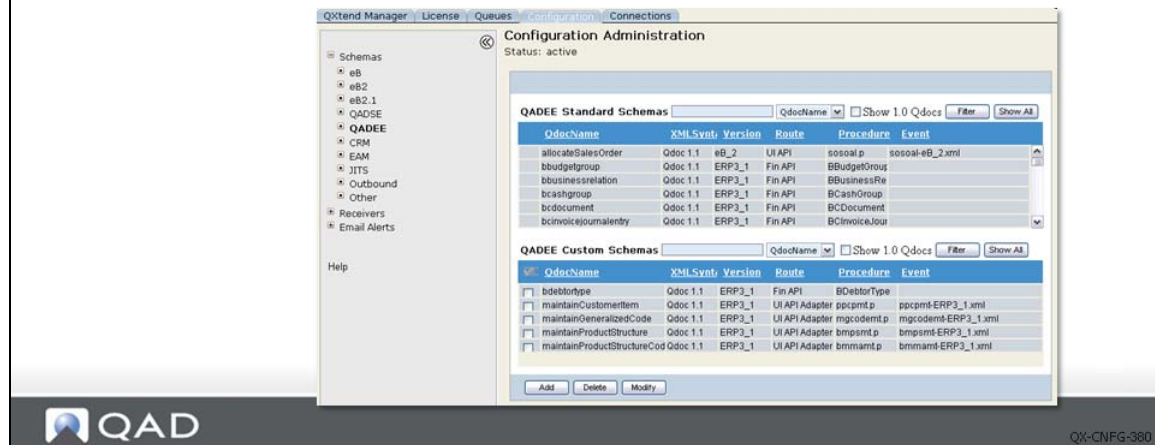 QXtend Manager License Queues Configuration Connections
Configuration Administration
Status: active
Schemas
eB
eB2
eB2.1
QADSE
QADEE
CRM
EAM
JITS
Outbound
Other
Receivers
Email Alerts
Help
QADEE Standard Schemas QdocName Show 1.0 Qdocs Filter Show All
QdocName XMLSynt Version Route Procedure Event
allocateSalesOrder Qdoc 1.1 eB_2 UI API sosoal.p sosoal-eB_2.xml
bbudgetgroup Qdoc 1.1 ERP3_1 Fin API BBudgetGroup
bbusinessrelation Qdoc 1.1 ERP3_1 Fin API BBusinessRe
bcashgroup Qdoc 1.1 ERP3_1 Fin API BCashGroup
bcdocument Qdoc 1.1 ERP3_1 Fin API BCDocument
bcinvoicejournalentry Qdoc 1.1 ERP3_1 Fin API BCInvoiceJour
QADEE Custom Schemas QdocName Show 1.0 Qdocs Filter Show All
QdocName XMLSynt Version Route Procedure Event
bdebtortype Qdoc 1.1 ERP3_1 Fin API BDebtorType
maintainCustomerItem Qdoc 1.1 ERP3_1 UI API Adapter ppcpmt.p ppcpmt-ERP3_1.xml
maintainGeneralizedCode Qdoc 1.1 ERP3_1 UI API Adapter mgcodemt.p mgcodemt-ERP3_1.xml
maintainProductStructure Qdoc 1.1 ERP3_1 UI API Adapter bmpsmt.p bmpsmt-ERP3_1.xml
maintainProductStructureCod Qdoc 1.1 ERP3_1 UI API Adapter bmmamt.p bmmamt-ERP3_1.xml
Add Delete Modify
QAD
QX-CNFG-380